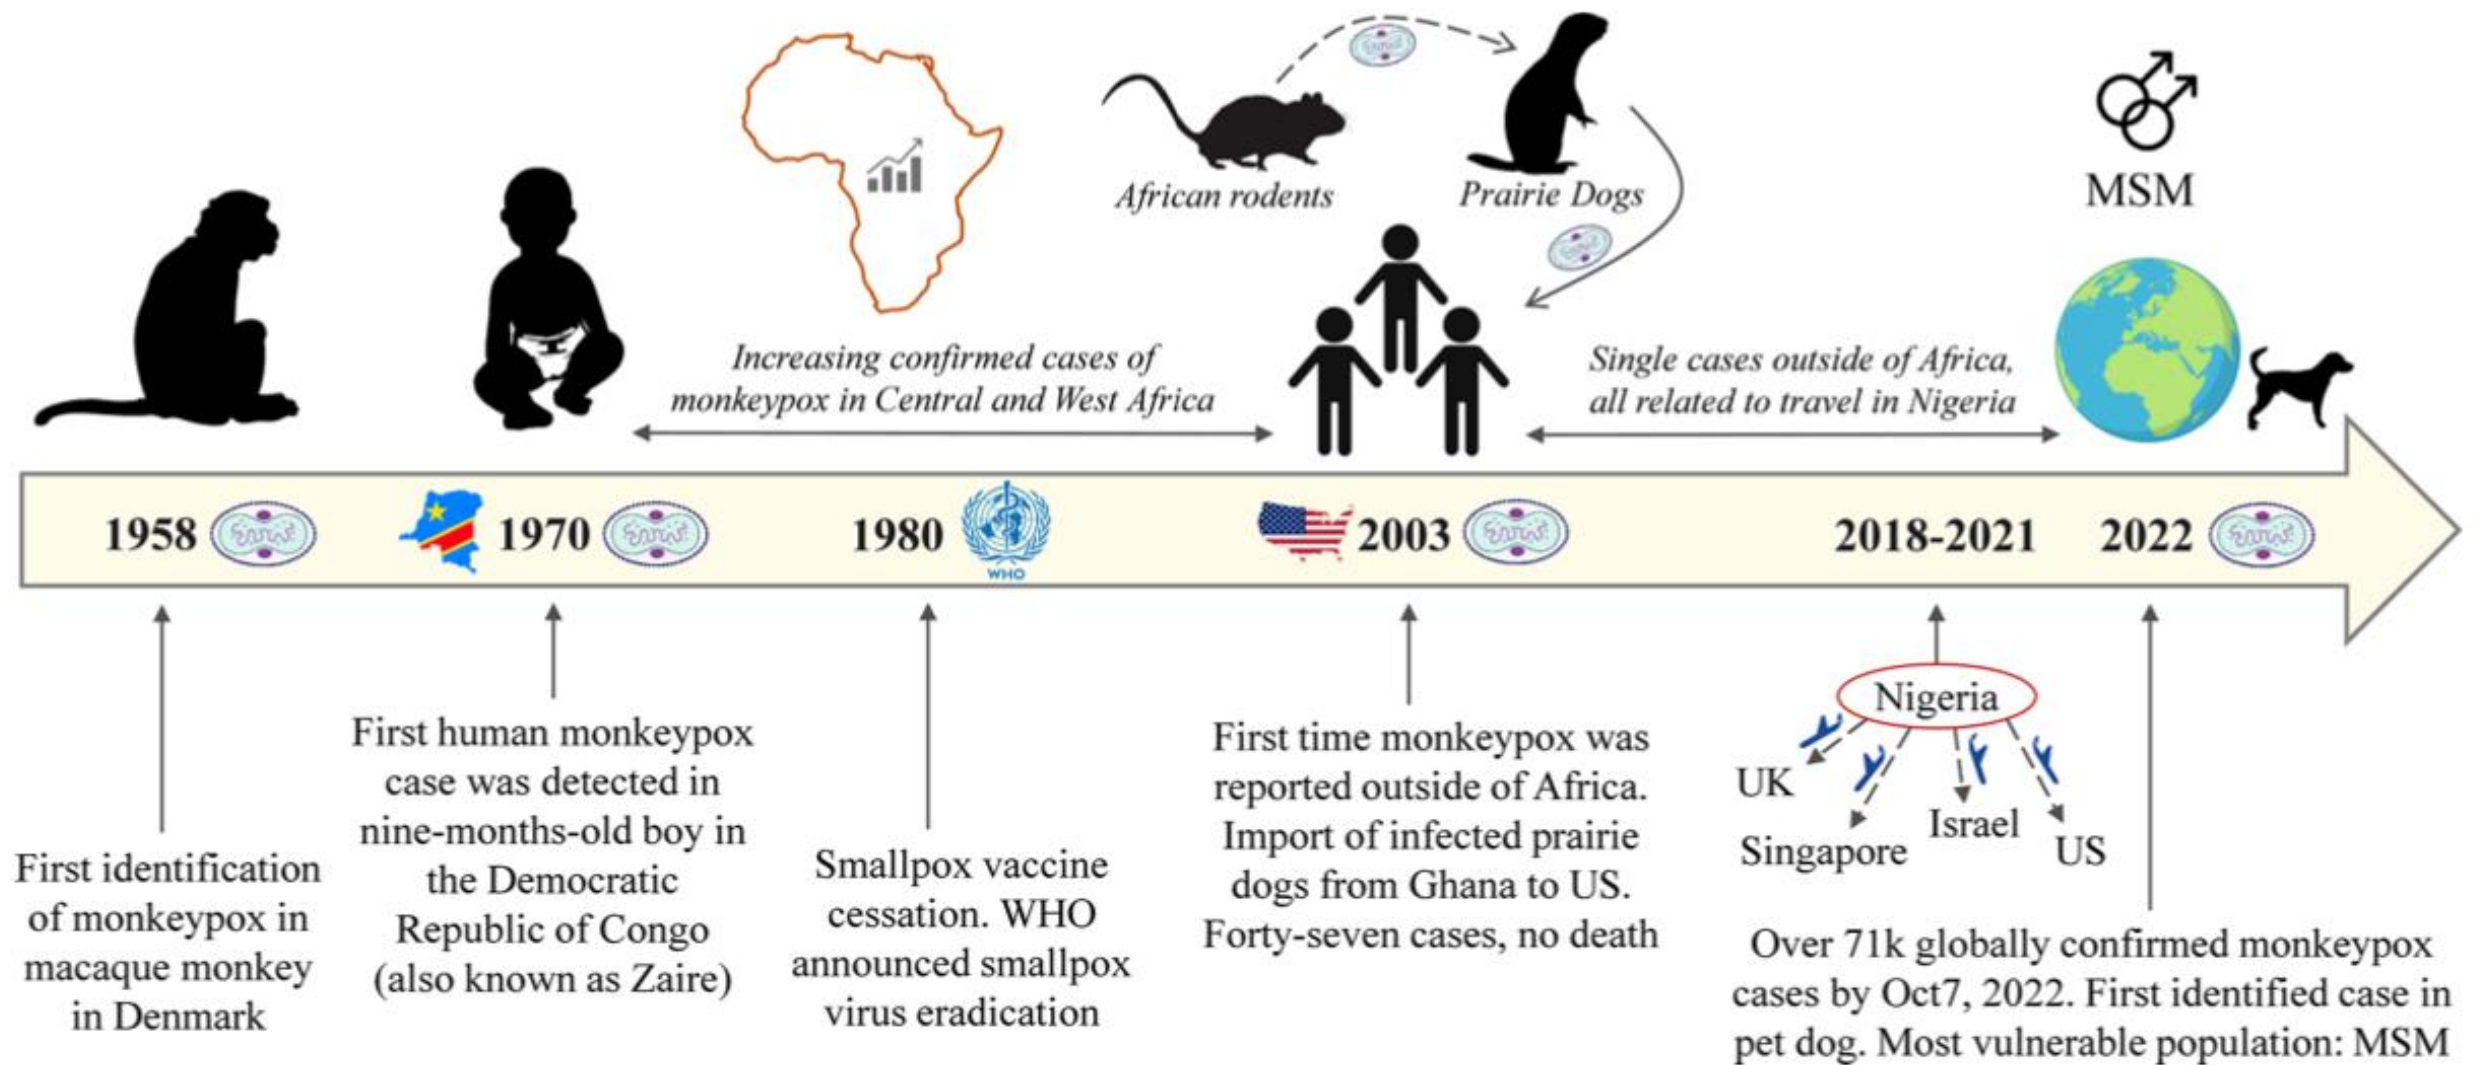 African rodents
Prairie Dogs
MSM
Increasing confirmed cases of
monkeypox in Central and West Africa
Single cases outside of Africa,
all related to travel in Nigeria
1958
1970
1980
WHO
2003
2018-2021
2022
First identification
of monkeypox in
macaque monkey
in Denmark
First human monkeypox
case was detected in
nine-months-old boy in
the Democratic
Republic of Congo
(also known as Zaire)
Smallpox vaccine
cessation. WHO
announced smallpox
virus eradication
First time monkeypox was
reported outside of Africa.
Import of infected prairie
dogs from Ghana to US.
Forty-seven cases, no death
Nigeria
UK
Singapore
Israel
US
Over 71k globally confirmed monkeypox
cases by Oct7, 2022. First identified case in
pet dog. Most vulnerable population: MSM